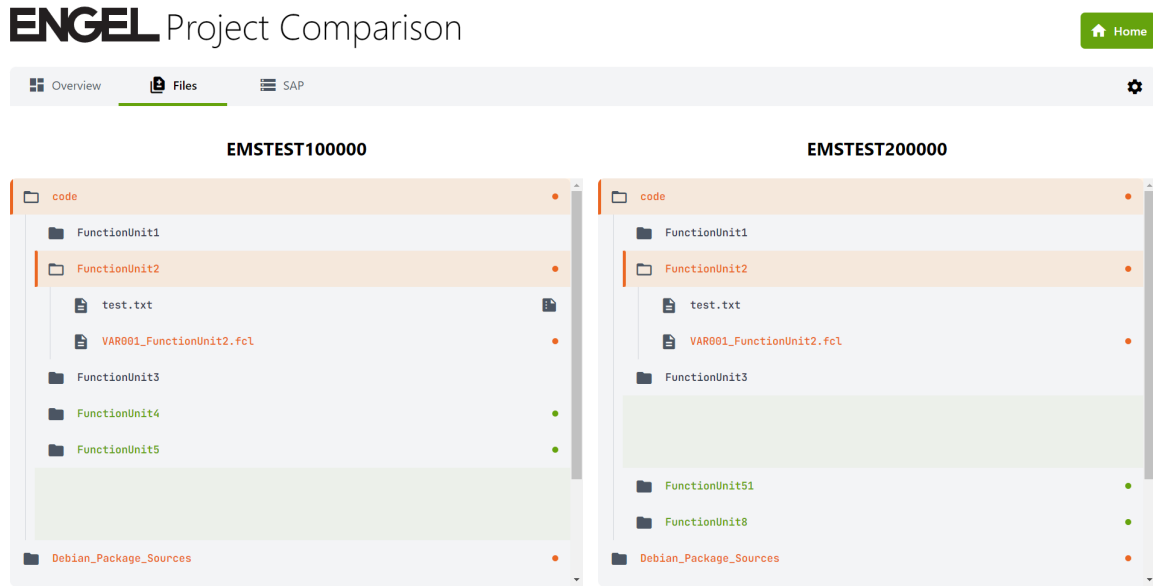 ENGEL Project Comparison
Home
Overview
Files
SAP
EMSTEST100000
code
FunctionUnit1
FunctionUnit2
test.txt
VAR001_FunctionUnit2.fcl
FunctionUnit3
FunctionUnit4
FunctionUnit5
Debian_Package_Sources
EMSTEST200000
code
FunctionUnit1
FunctionUnit2
test.txt
VAR001_FunctionUnit2.fcl
FunctionUnit3
FunctionUnit51
FunctionUnit8
Debian_Package_Sources